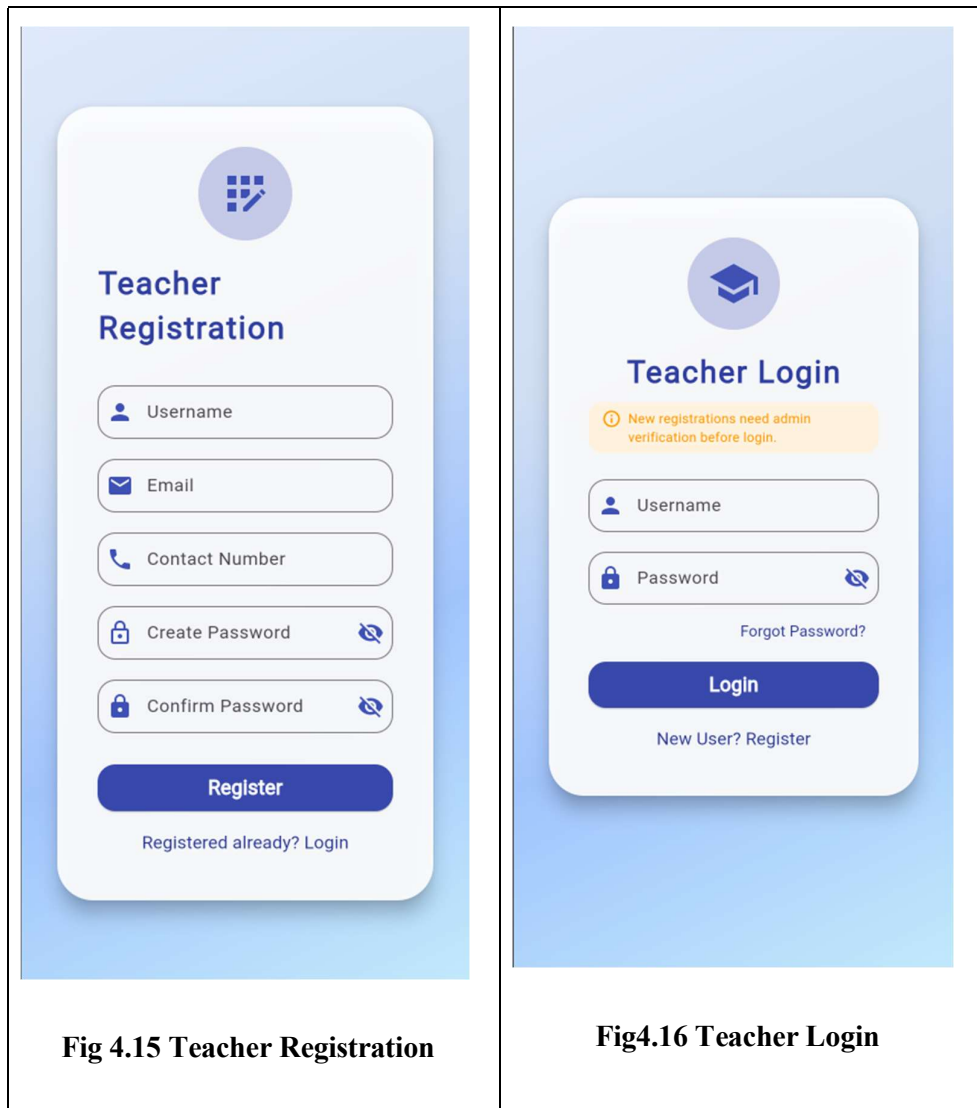 Teacher
Registration
Username
Email
Contact Number
Create Password
Confirm Password
Register
Registered already? Login
Fig 4.15 Teacher Registration
Teacher Login
New registrations need admin
verification before login.
Username
Password
Forgot Password?
Login
New User? Register
Fig4.16 Teacher Login